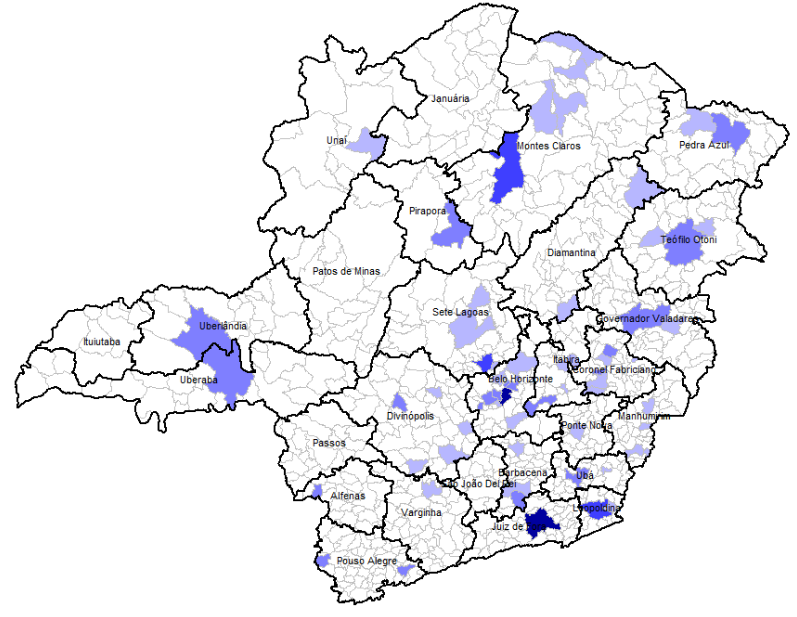 Januária
Unaí
Montes Claros
Pedra Azul
Pirapora
Teófilo Otoni
Diamantina
Patos de Minas
Sete Lagoas
Governador Valadares
Uberlândia
Ituiutaba
Itabira
Coronel Fabriciano
Uberaba
Belo Horizonte
Divinópolis
Manhumirim
Ponte Nova
Passos
Barbacena
Ubá
São João Del Rei
Alfenas
Leopoldina
Varginha
Juiz de Fora
Pouso Alegre